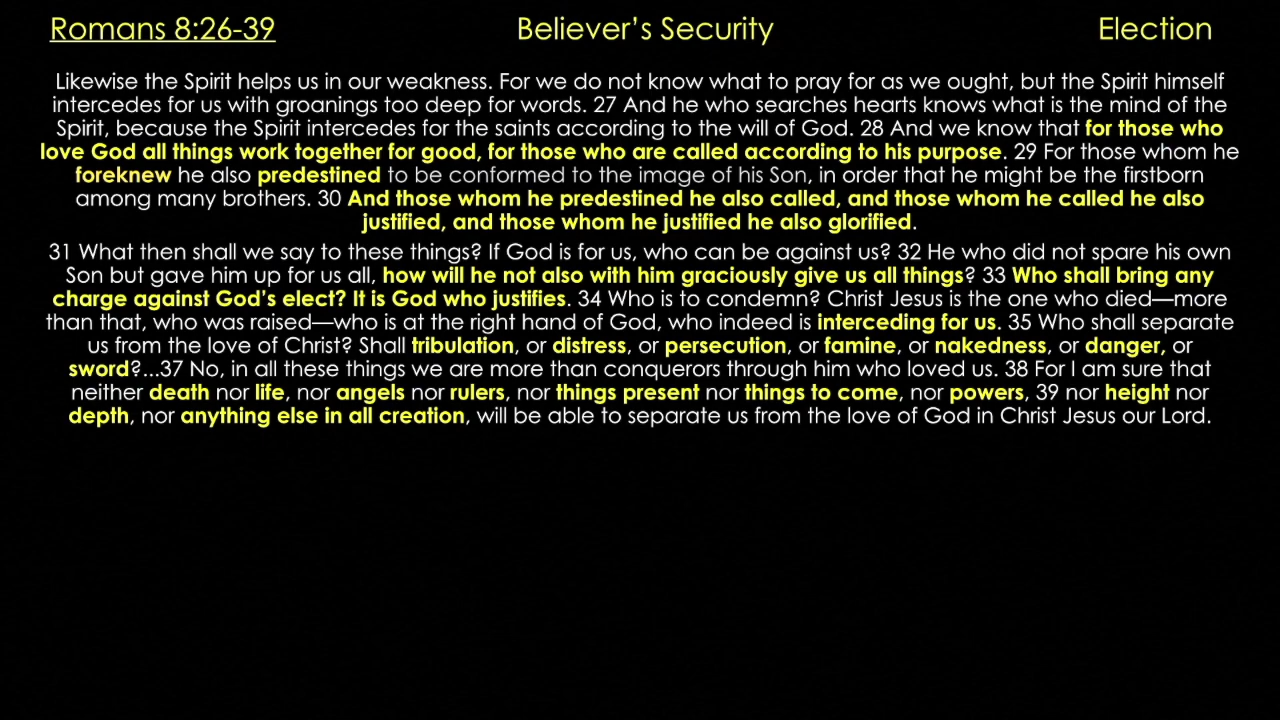 Romans 8:26-39 Believer's Security Election
Likewise the Spirit helps us in our weakness. For we do not know what to pray for as we ought, but the Spirit himself
intercedes for us with groanings too deep for words. 27 And he who searches hearts knows what is the mind of the
Spirit, because the Spirit intercedes for the saints according to the will of God. 28 And we know that for those who
love God all things work together for good, for those who are called according to his purpose. 29 For those whom he
foreknew he also predestined to be conformed to the image of his Son, in order that he might be the firstborn
among many brothers. 30 And those whom he predestined he also called, and those whom he called he also
justified, and those whom he justified he also glorified.
31 What then shall we say to these things? If God is for us, who can be against us? 32 He who did not spare his own
Son but gave him up for us all, how will he not also with him graciously give us all things? 33 Who shall bring any
charge against God's elect? It is God who justifies. 34 Who is to condemn? Christ Jesus is the one who died—more
than that, who was raised—who is at the right hand of God, who indeed is interceding for us. 35 Who shall separate
us from the love of Christ? Shall tribulation, or distress, or persecution, or famine, or nakedness, or danger, or
sword?...37 No, in all these things we are more than conquerors through him who loved us. 38 For I am sure that
neither death nor life, nor angels nor rulers, nor things present nor things to come, nor powers, 39 nor height nor
depth, nor anything else in all creation, will be able to separate us from the love of God in Christ Jesus our Lord.